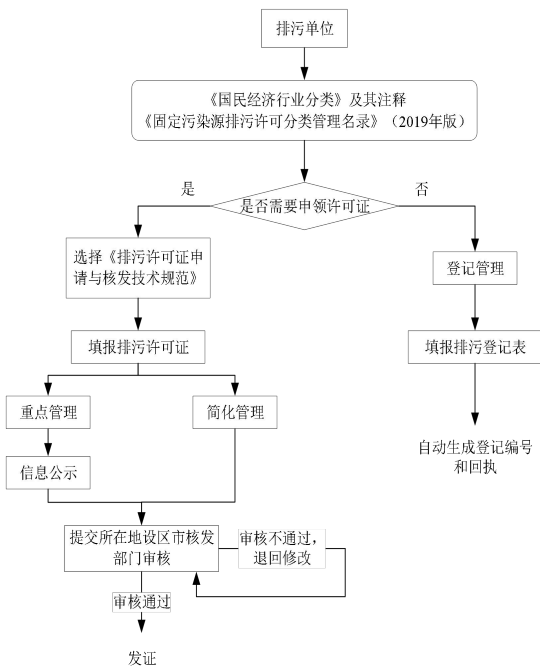 排污单位
《国民经济行业分类》及其注释
《固定污染源排污许可分类管理名录》（2019年版）
是否需要申领许可证
是
否
选择《排污许可证申
请与核发技术规范》
登记管理
填报排污许可证
填报排污登记表
重点管理
简化管理
信息公示
自动生成登记编号
和回执
提交所在地设区市核发
部门审核
审核不通过，
退回修改
审核通过
发证